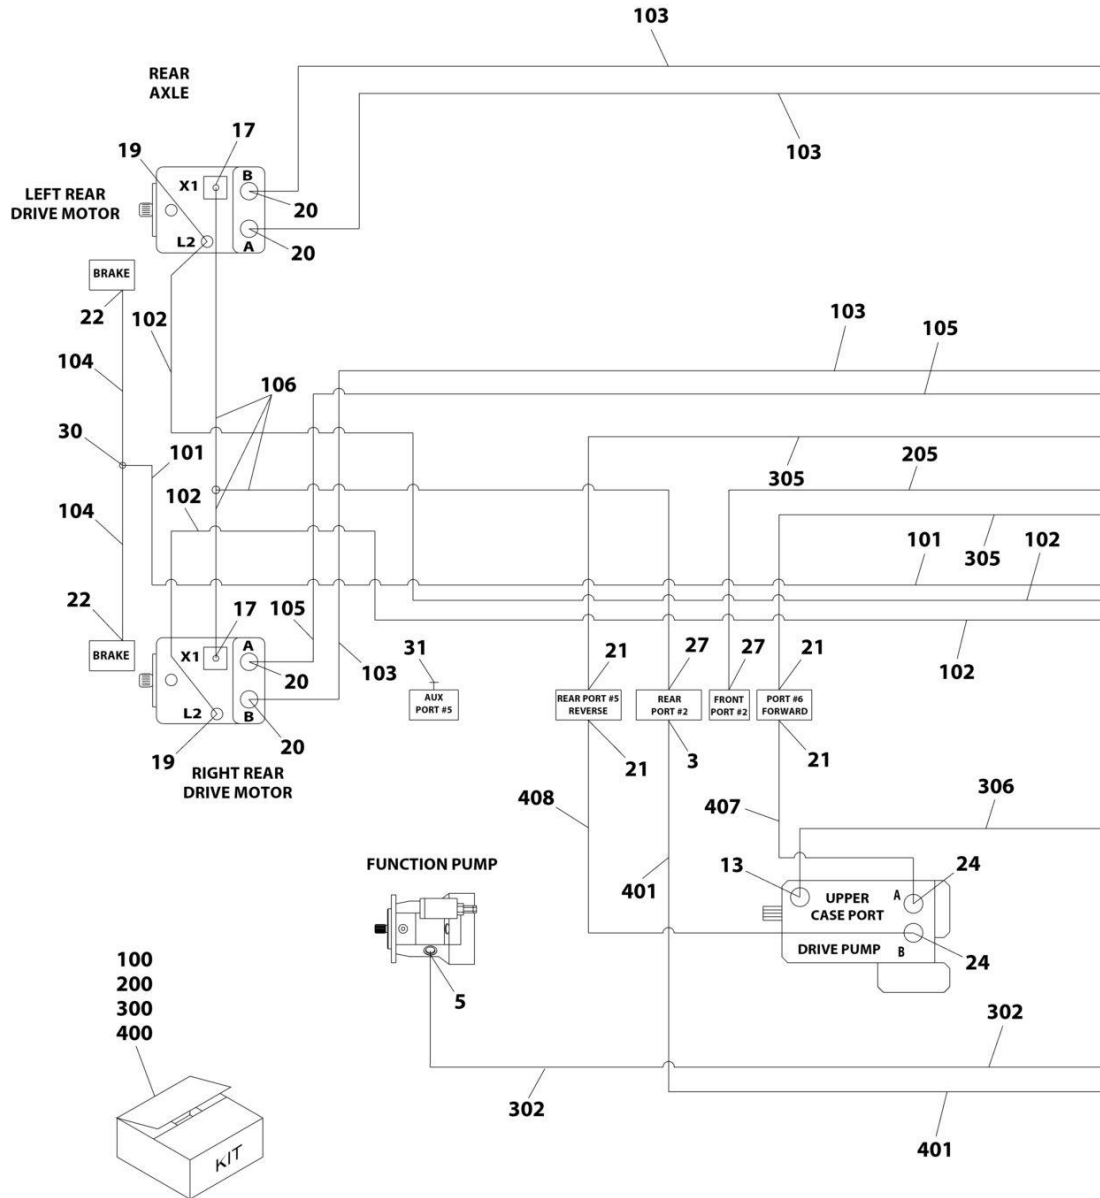 103
REAR
AXLE
17
103
19
B
X1
LEFT REAR
DRIVE MOTOR
20
L2
A
20
BRAKE
22
102
103
105
104
106
30
101
305
205
102
104
305
101
102
22
17
105
103
102
BRAKE
X1
A
20
L2
B
20
19
RIGHT REAR
DRIVE MOTOR
31
AUX
PORT #5
21
27
27
21
REAR PORT #5
REVERSE
REAR
PORT #2
FRONT
PORT #2
PORT #6
FORWARD
21
3
21
408
407
306
FUNCTION PUMP
401
13
24
UPPER
CASE PORT
A
DRIVE PUMP
B
24
5
100
200
300
400
302
302
401
KIT